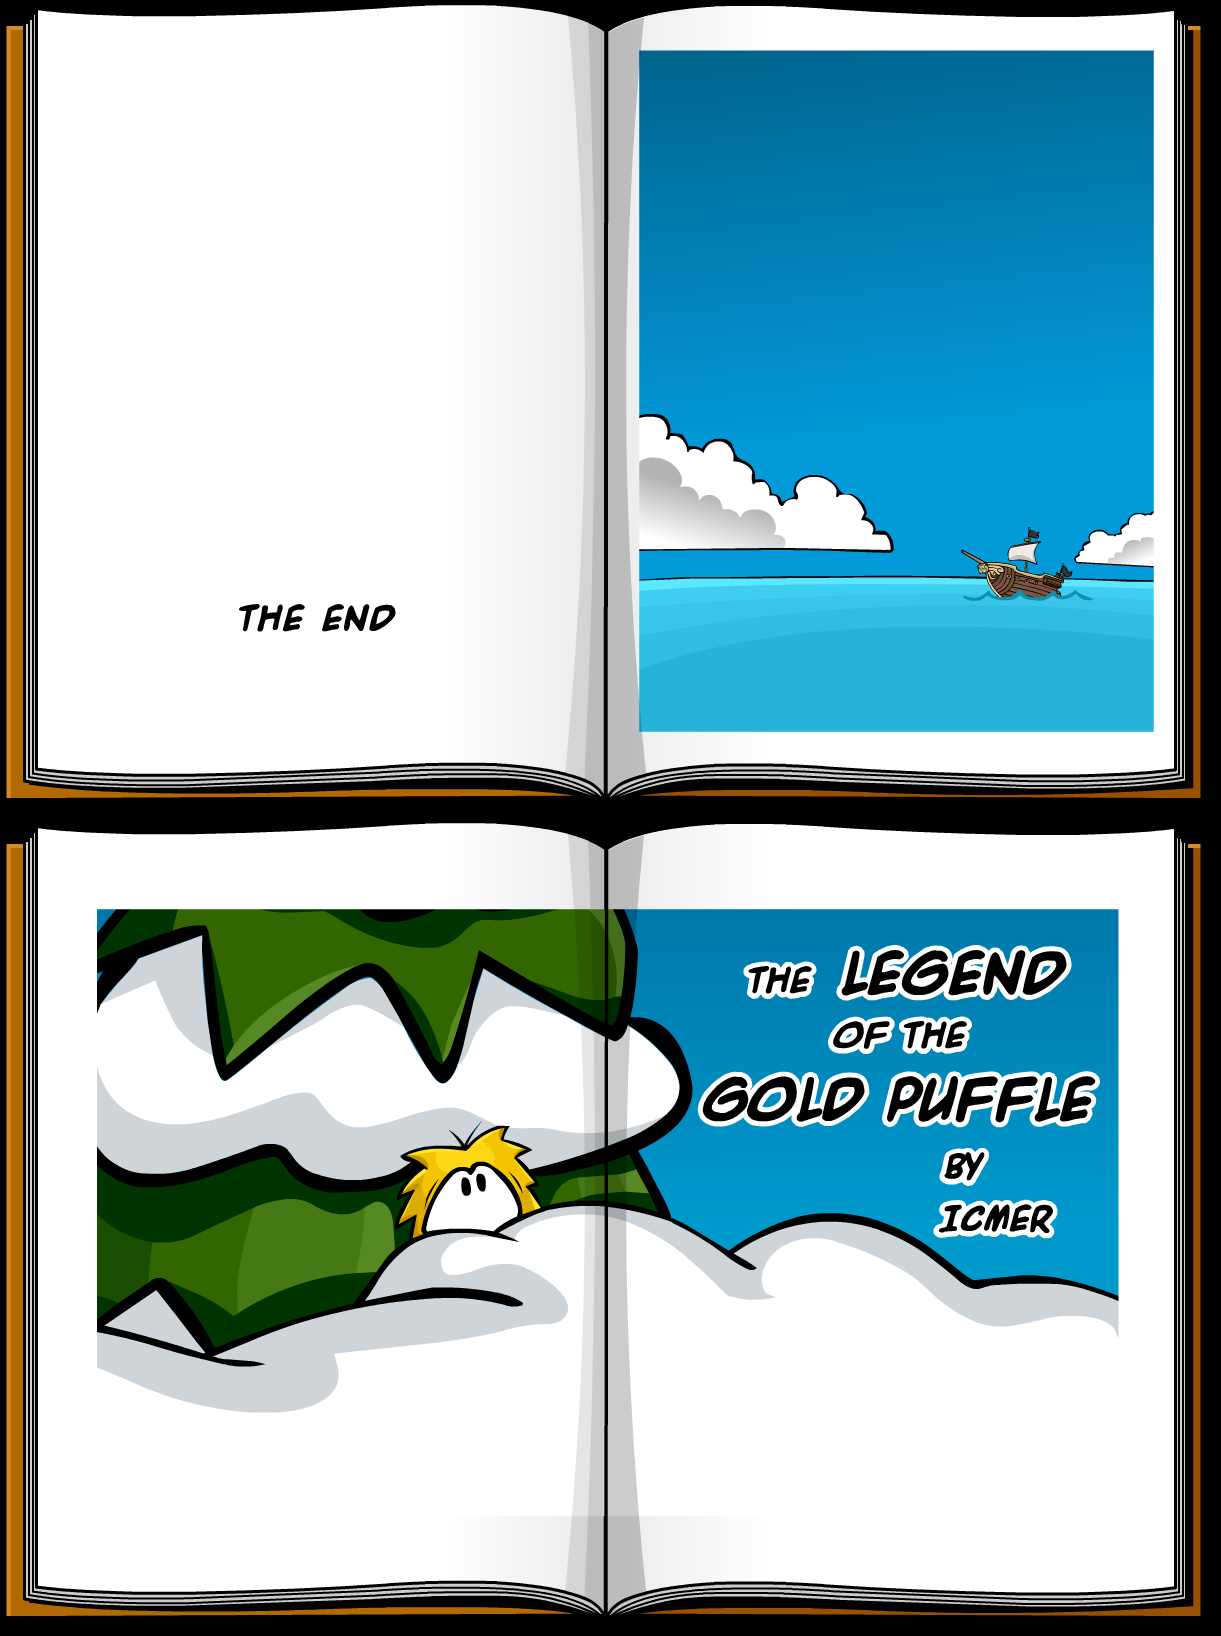 THE END
THE LEGEND
OF THE
GOLD PUFFLE
BY
ICMER